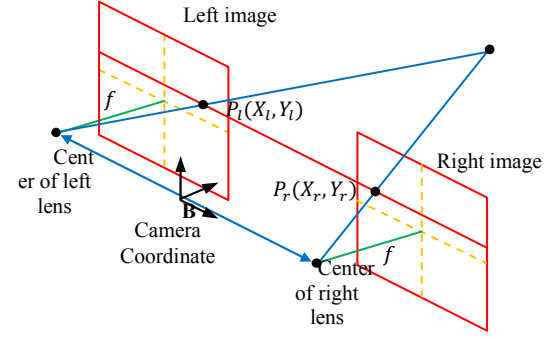 Left image
f
P_l(X_l, Y_l)
Cent
er of left
lens
Right image
P_r(X_r, Y_r)
B
Camera
Coordinate
Center
of right
lens
f